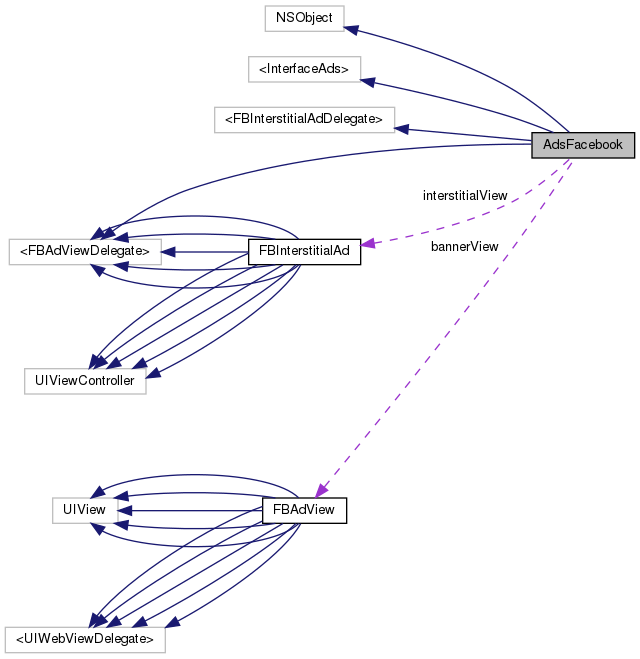 NSObject
<InterfaceAds>
<FBInterstitialAdDelegate>
AdsFacebook
interstitialView
bannerView
<FBAdViewDelegate>
FBInterstitialAd
UIViewController
UIView
FBAdView
<UIWebViewDelegate>